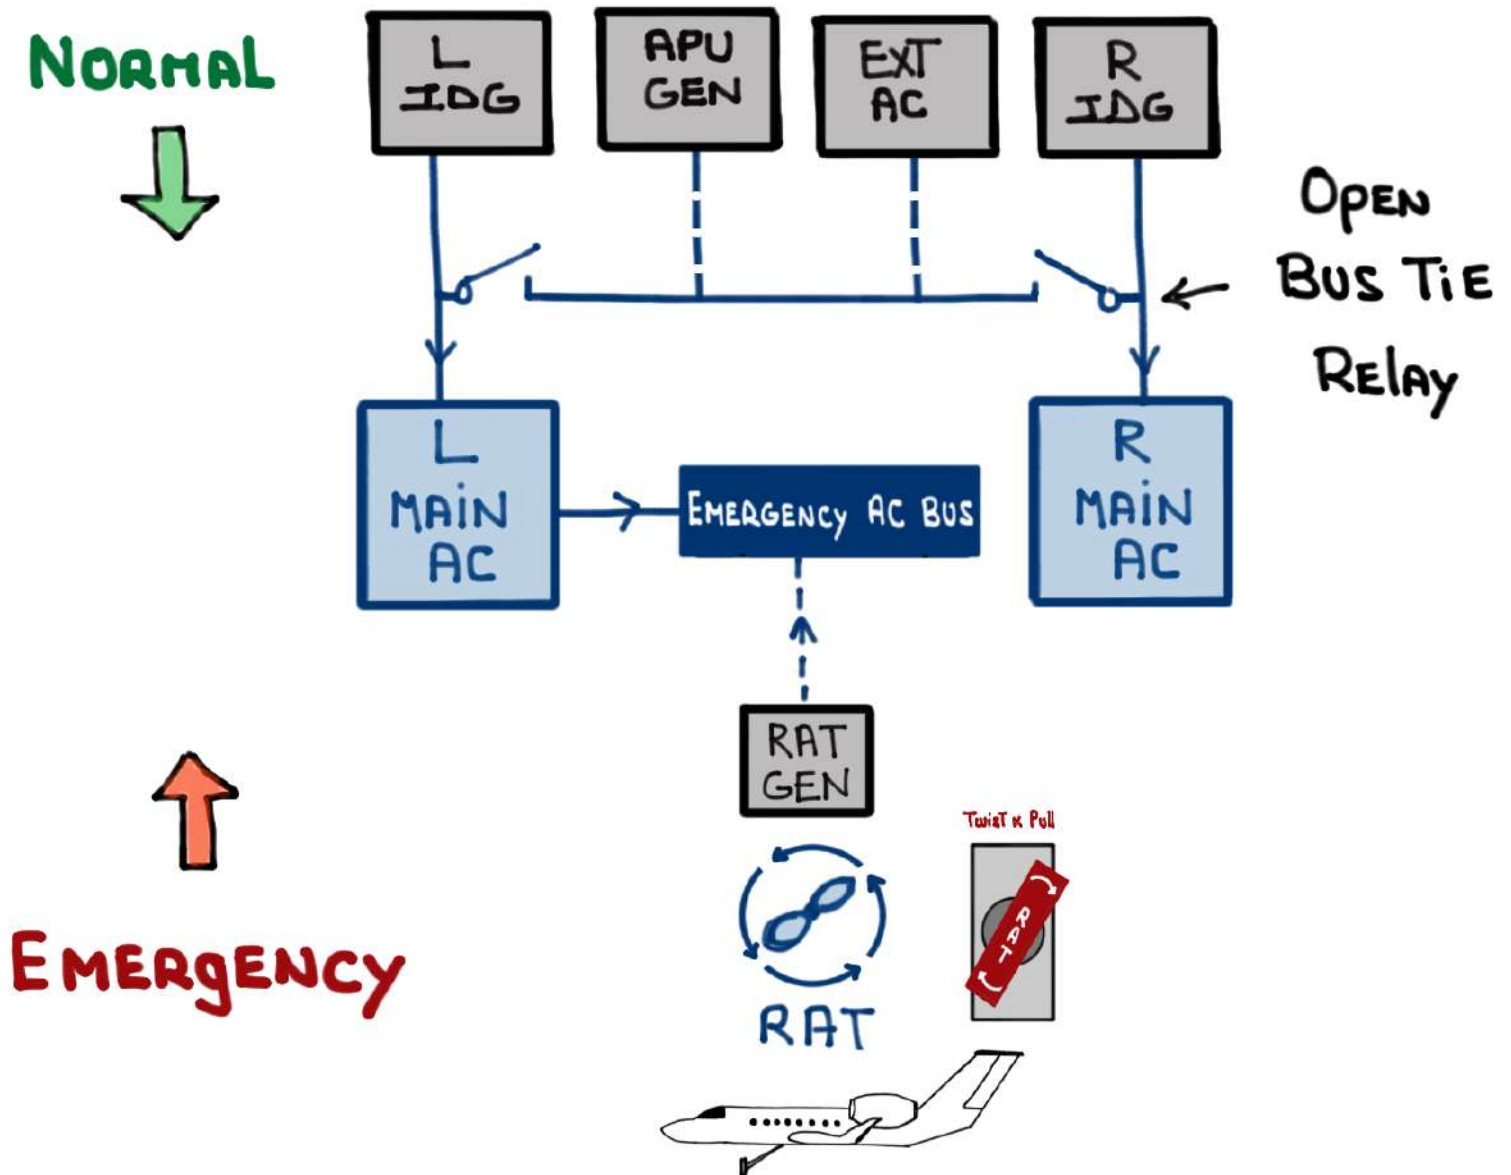 NORMAL
L
IDG
APU
GEN
EXT
AC
R
IDG
OPEN
BUS TiE
RElAY
L
MAiN
AC
EMERGENCY AC BUS
R
MAiN
AC
RAT
GEN
TwisT & Pull
RAT
EMERgENCY
RAT